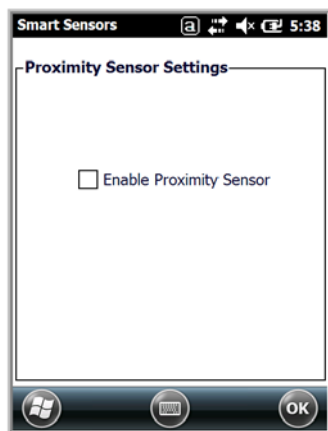 Smart Sensors a 5:38
Proximity Sensor Settings
Enable Proximity Sensor
OK